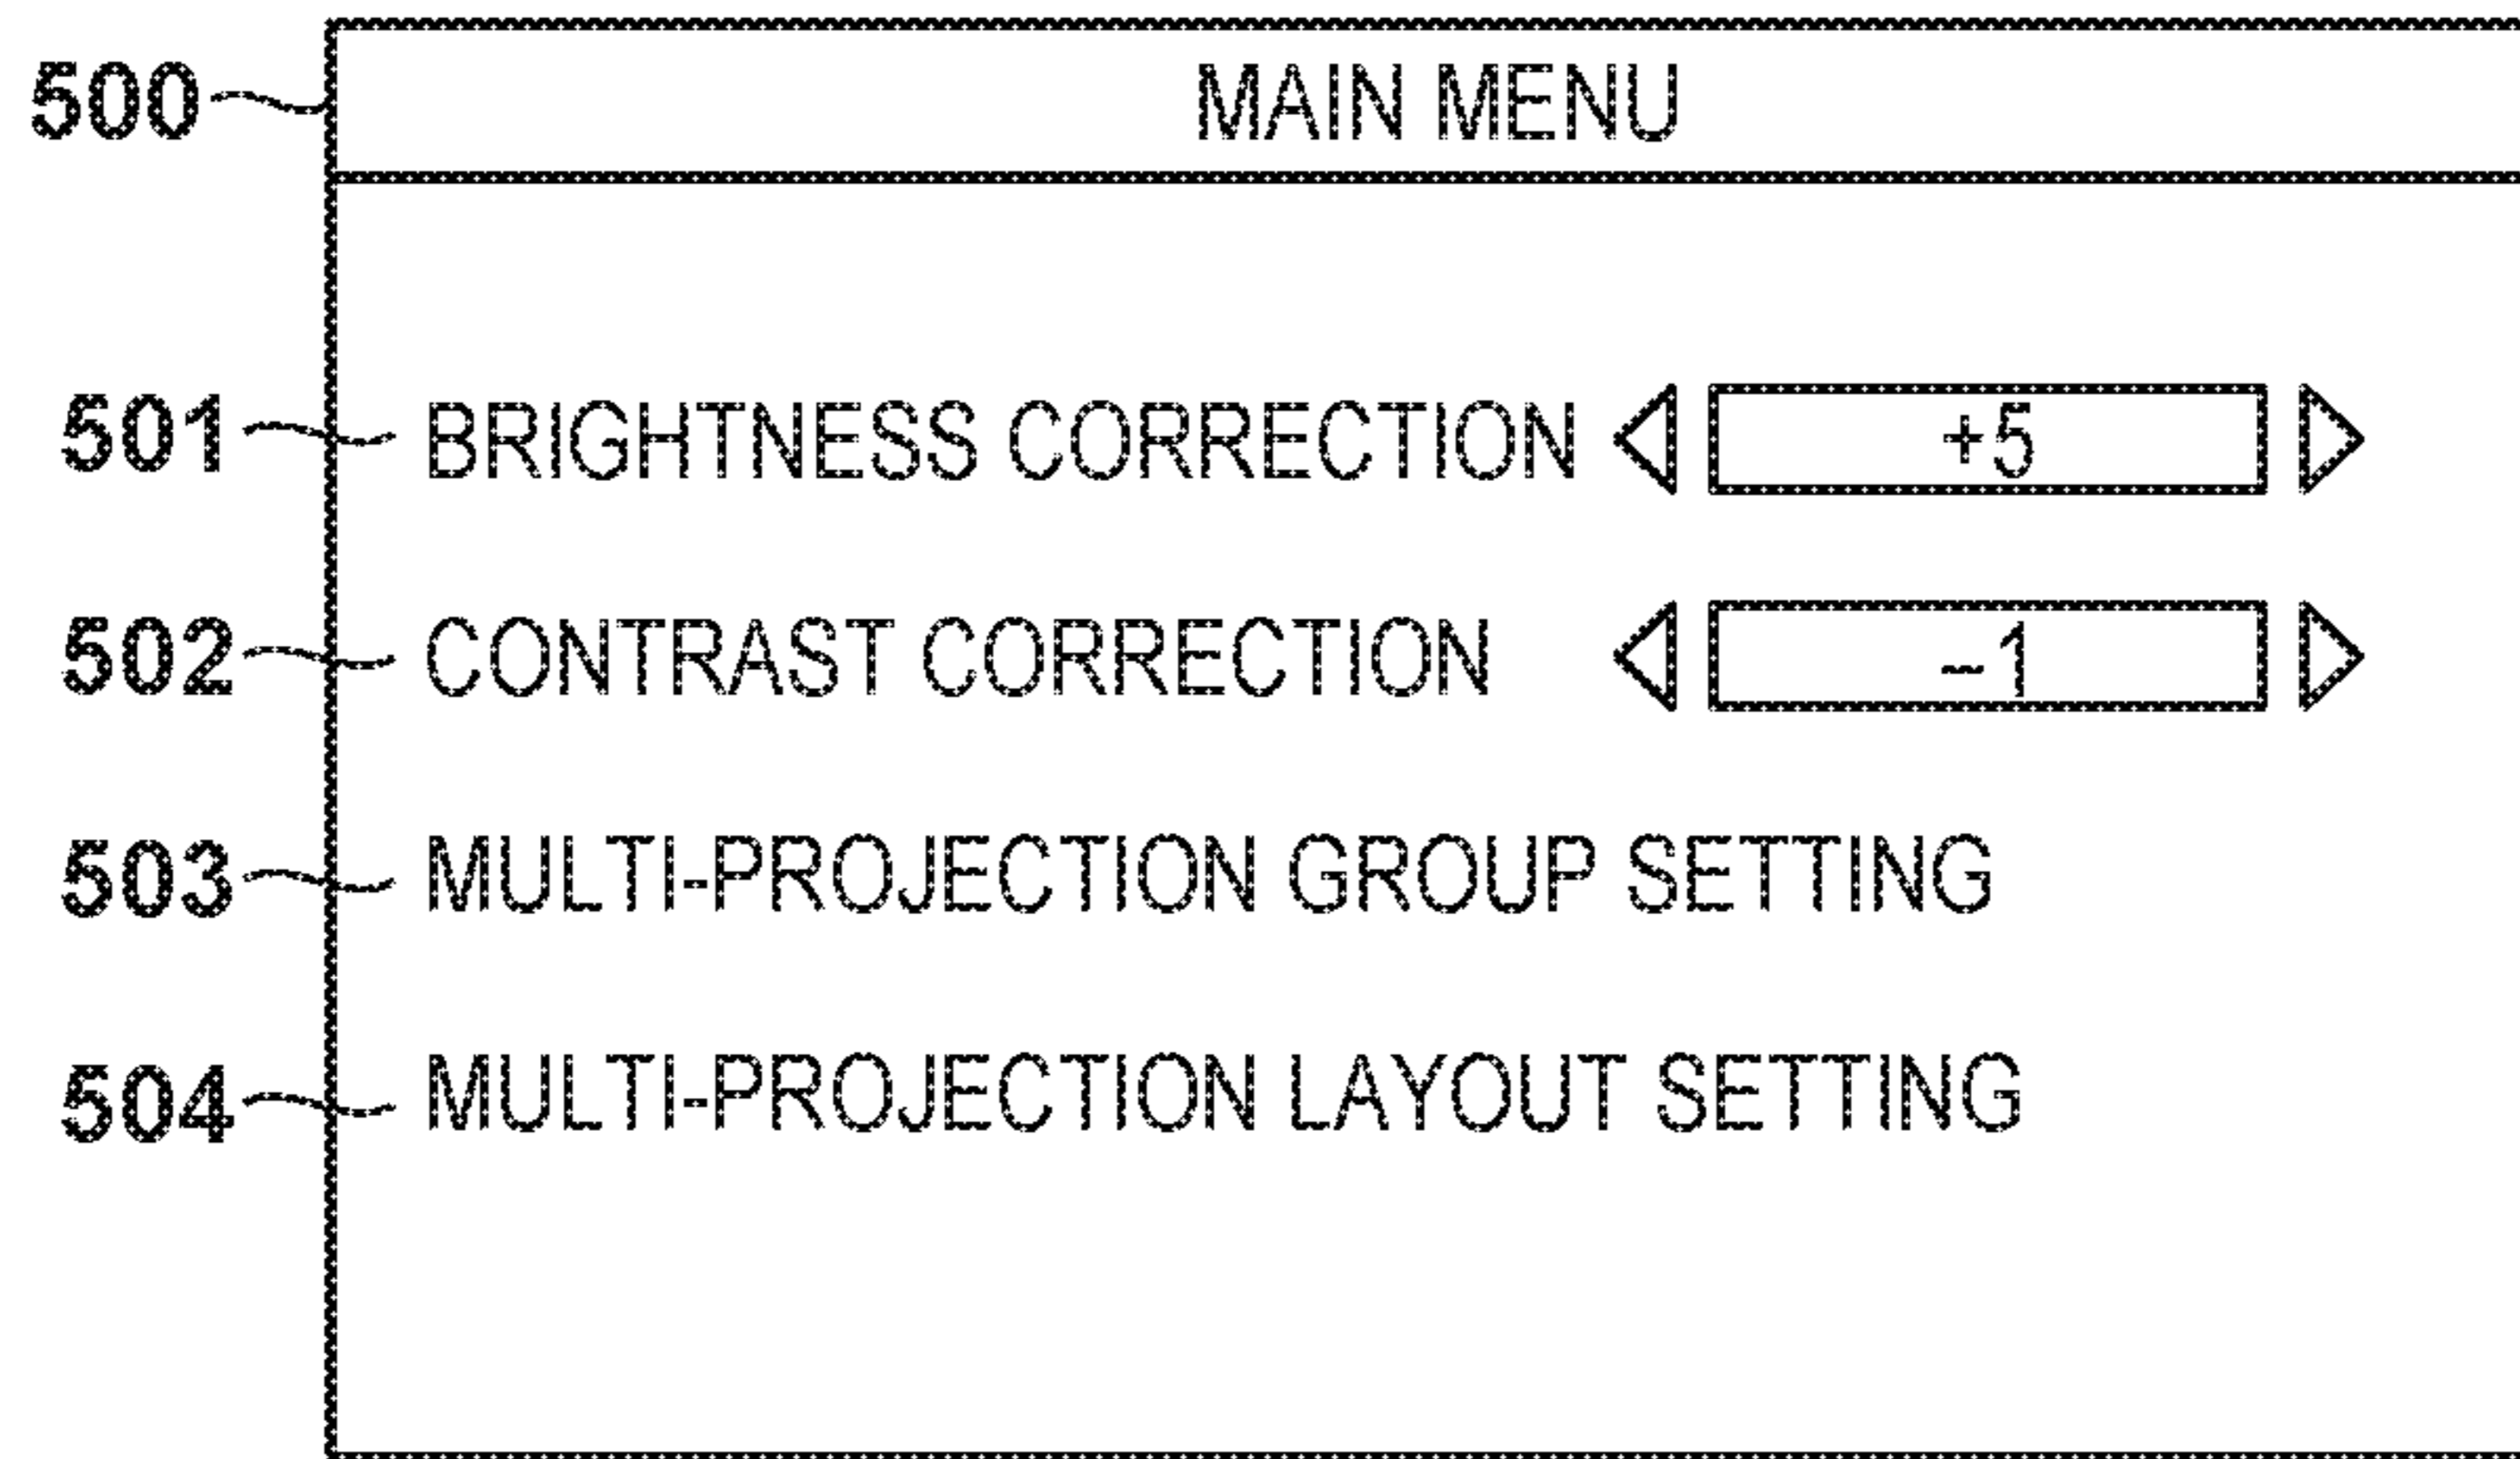 500 MAIN MENU
501 BRIGHTNESS CORRECTION +5
502 CONTRAST CORRECTION -1
503 MULTI-PROJECTION GROUP SETTING
504 MULTI-PROJECTION LAYOUT SETTING